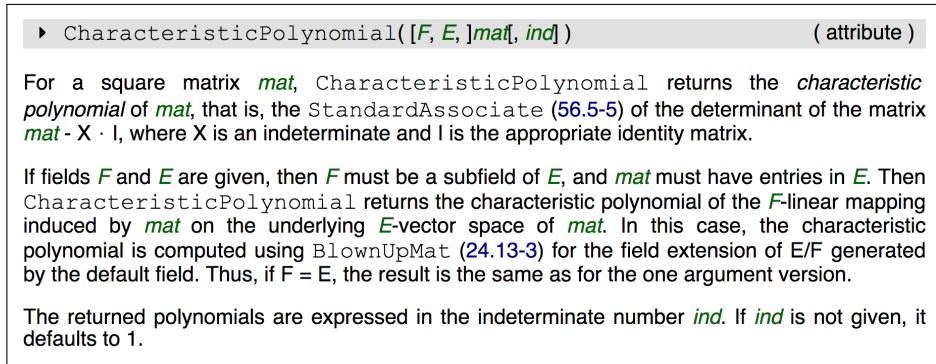 ▸ CharacteristicPolynomial( [F, E, ]mat[, ind] ) ( attribute )
For a square matrix mat, CharacteristicPolynomial returns the characteristic
polynomial of mat, that is, the StandardAssociate (56.5-5) of the determinant of the matrix
mat - X · I, where X is an indeterminate and I is the appropriate identity matrix.
If fields F and E are given, then F must be a subfield of E, and mat must have entries in E. Then
CharacteristicPolynomial returns the characteristic polynomial of the F-linear mapping
induced by mat on the underlying E-vector space of mat. In this case, the characteristic
polynomial is computed using BlownUpMat (24.13-3) for the field extension of E/F generated
by the default field. Thus, if F = E, the result is the same as for the one argument version.
The returned polynomials are expressed in the indeterminate number ind. If ind is not given, it
defaults to 1.